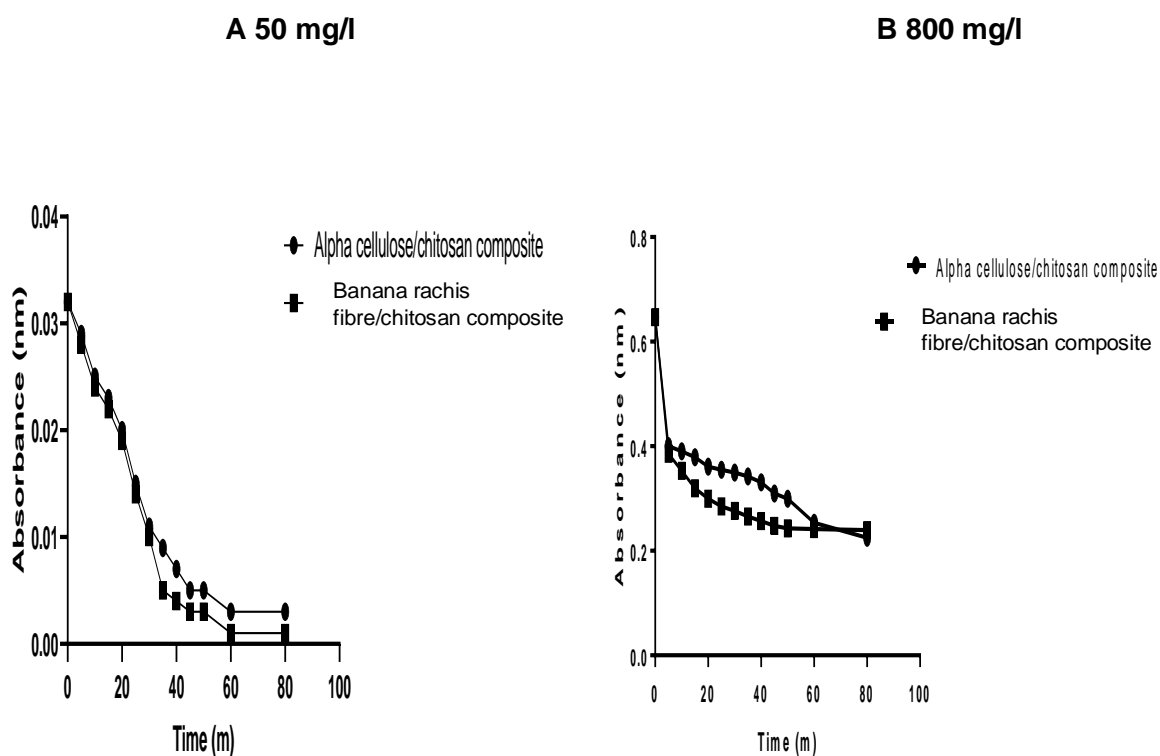 A 50 mg/l
B 800 mg/l
0.04
0.03
0.02
0.01
0.00
Absorbance (nm)
0
20
40
60
80
100
Time (m)
Alpha cellulose/chitosan composite
Banana rachis
fibre/chitosan composite
0.8
0.6
0.4
0.2
0.0
Absorbance (nm)
0
20
40
60
80
100
Time (m)
Alpha cellulose/chitosan composite
Banana rachis
fibre/chitosan composite